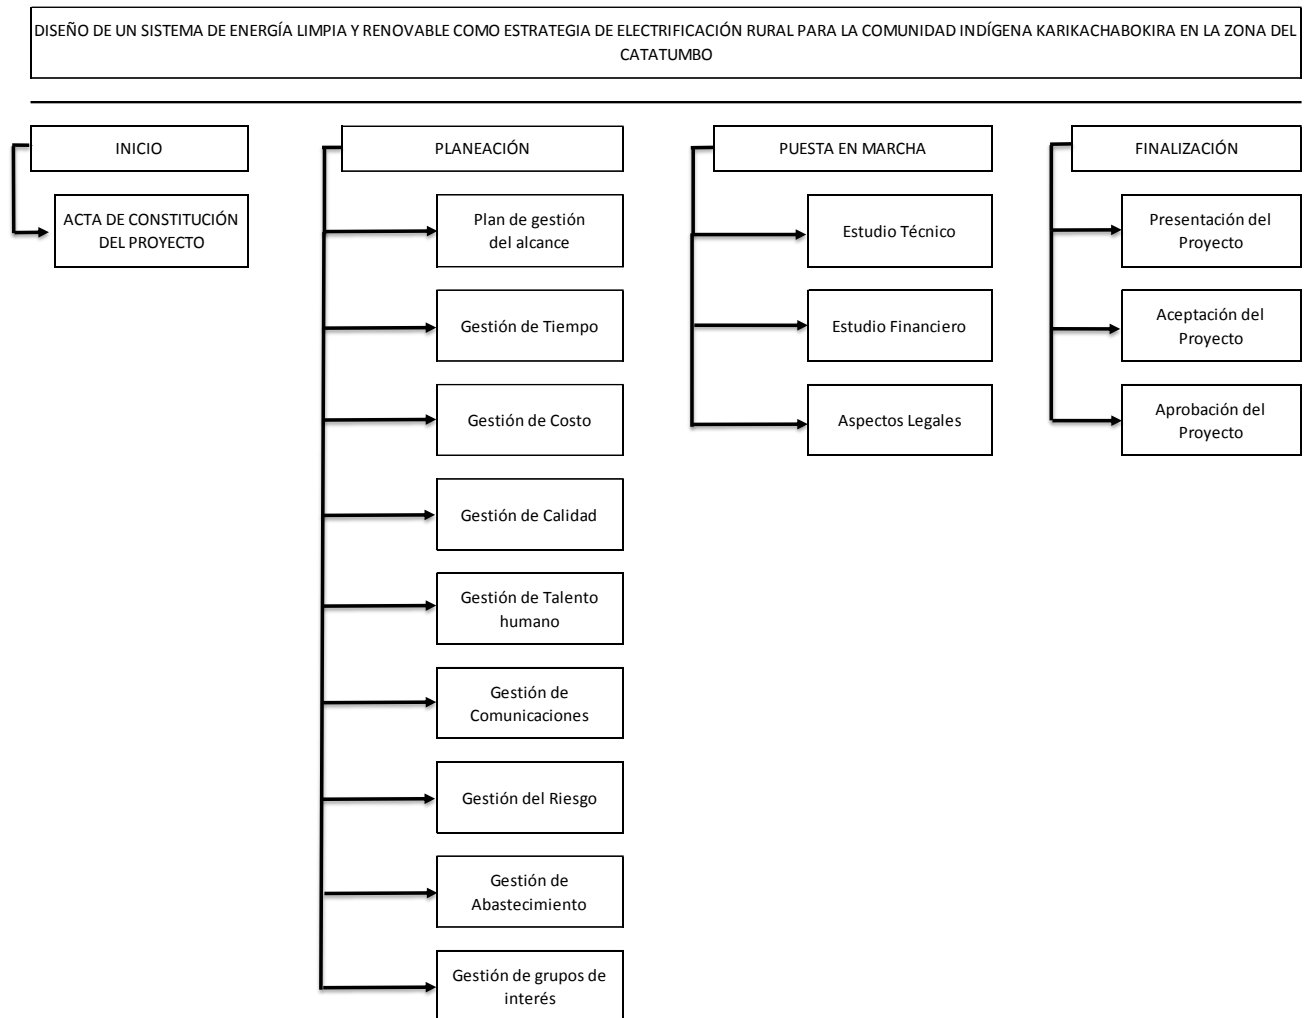 DISEÑO DE UN SISTEMA DE ENERGÍA LIMPIA Y RENOVABLE COMO ESTRATEGIA DE ELECTRIFICACIÓN RURAL PARA LA COMUNIDAD INDÍGENA KARIKACHABOKIRA EN LA ZONA DEL
CATATUMBO
INICIO
ACTA DE CONSTITUCIÓN
DEL PROYECTO
PLANEACIÓN
Plan de gestión
del alcance
Gestión de Tiempo
Gestión de Costo
Gestión de Calidad
Gestión de Talento
humano
Gestión de
Comunicaciones
Gestión del Riesgo
Gestión de
Abastecimiento
Gestión de grupos de
interés
PUESTA EN MARCHA
Estudio Técnico
Estudio Financiero
Aspectos Legales
FINALIZACIÓN
Presentación del
Proyecto
Aceptación del
Proyecto
Aprobación del
Proyecto